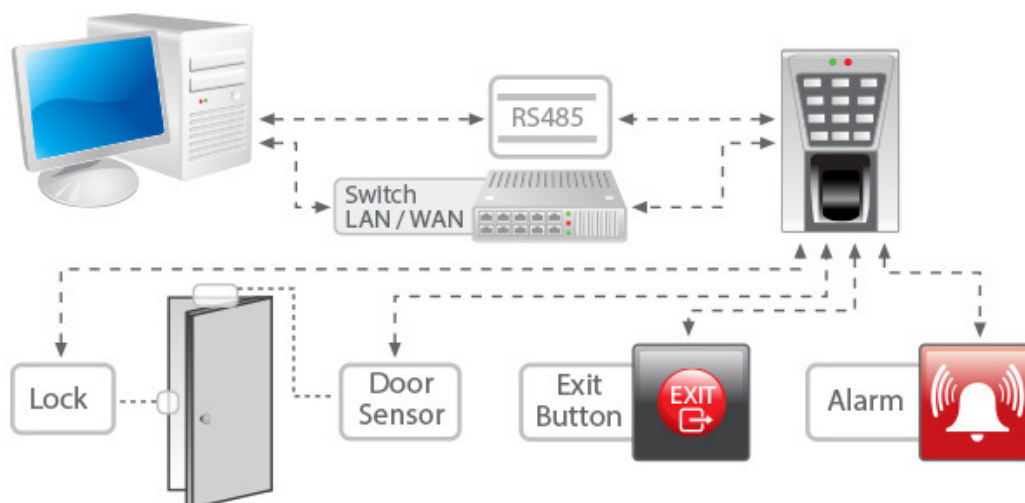 RS485
Switch
LAN / WAN
Lock
Door
Sensor
Exit
Button
EXIT
Alarm